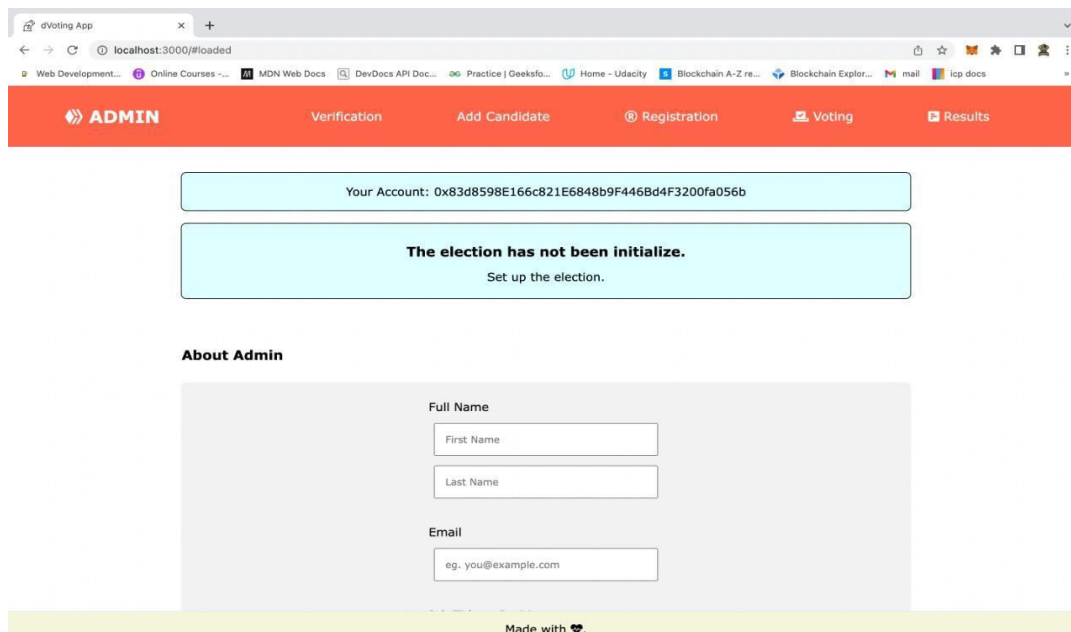 dVoting App
localhost:3000/#loaded
Web Development... Online Courses -... MDN Web Docs DevDocs API Doc... Practice | Geeksfo... Home - Udacity Blockchain A-Z re... Blockchain Explor... mail icp docs »
ADMIN Verification Add Candidate Registration Voting Results
Your Account: 0x83d8598E166c821E6848b9F446Bd4F3200fa056b
The election has not been initialize.
Set up the election.
About Admin
Full Name
First Name
Last Name
Email
eg. you@example.com
Made with